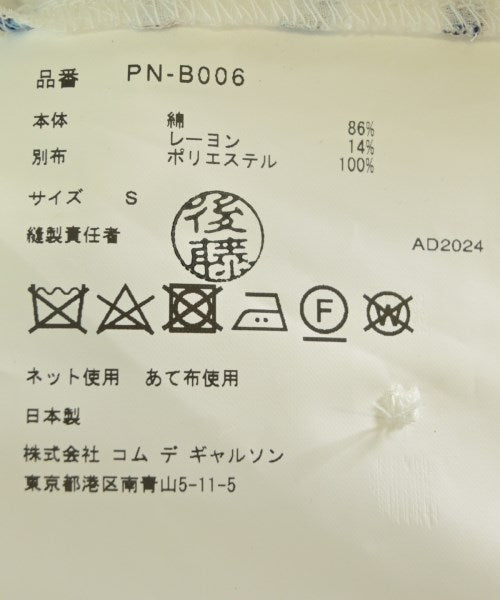 品番 PN-B006
本体 綿 86%
レーヨン 14%
別布 ポリエステル 100%
サイズ S
後藤
縫製責任者
AD2024
F W
ネット使用 あて布使用
日本製
株式会社 コム デ ギャルソン
東京都港区南青山5-11-5